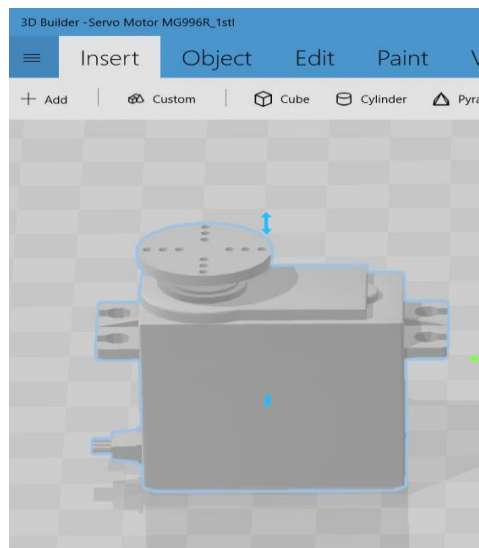 3D Builder -Servo Motor MG996R_1stl
Insert Object Edit Paint
Add Custom Cube Cylinder Pyra